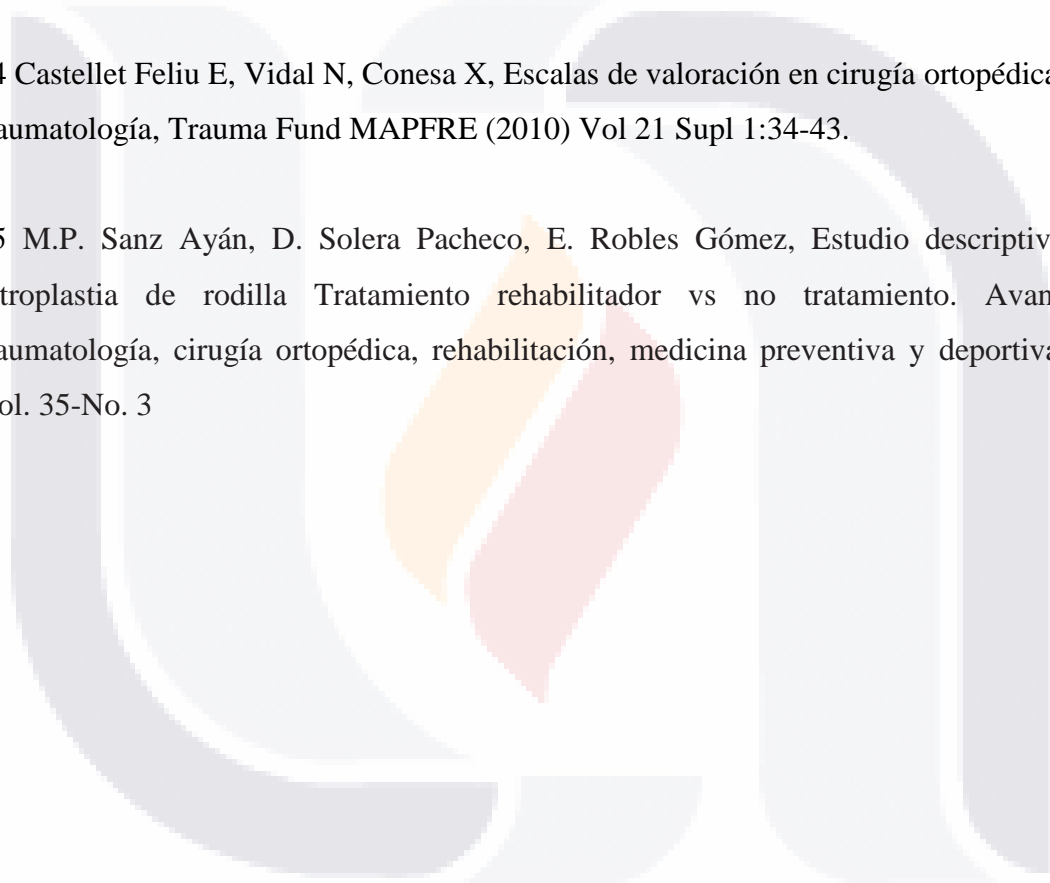 4 Castellet Feliu E, Vidal N, Conesa X, Escalas de valoración en cirugía ortopédica
aumatología, Trauma Fund MAPFRE (2010) Vol 21 Supl 1:34-43.
5 M.P. Sanz Ayán, D. Solera Pacheco, E. Robles Gómez, Estudio descriptiv
troplastia de rodilla Tratamiento rehabilitador vs no tratamiento. Avan
aumatología, cirugía ortopédica, rehabilitación, medicina preventiva y deportiva
ol. 35-No. 3